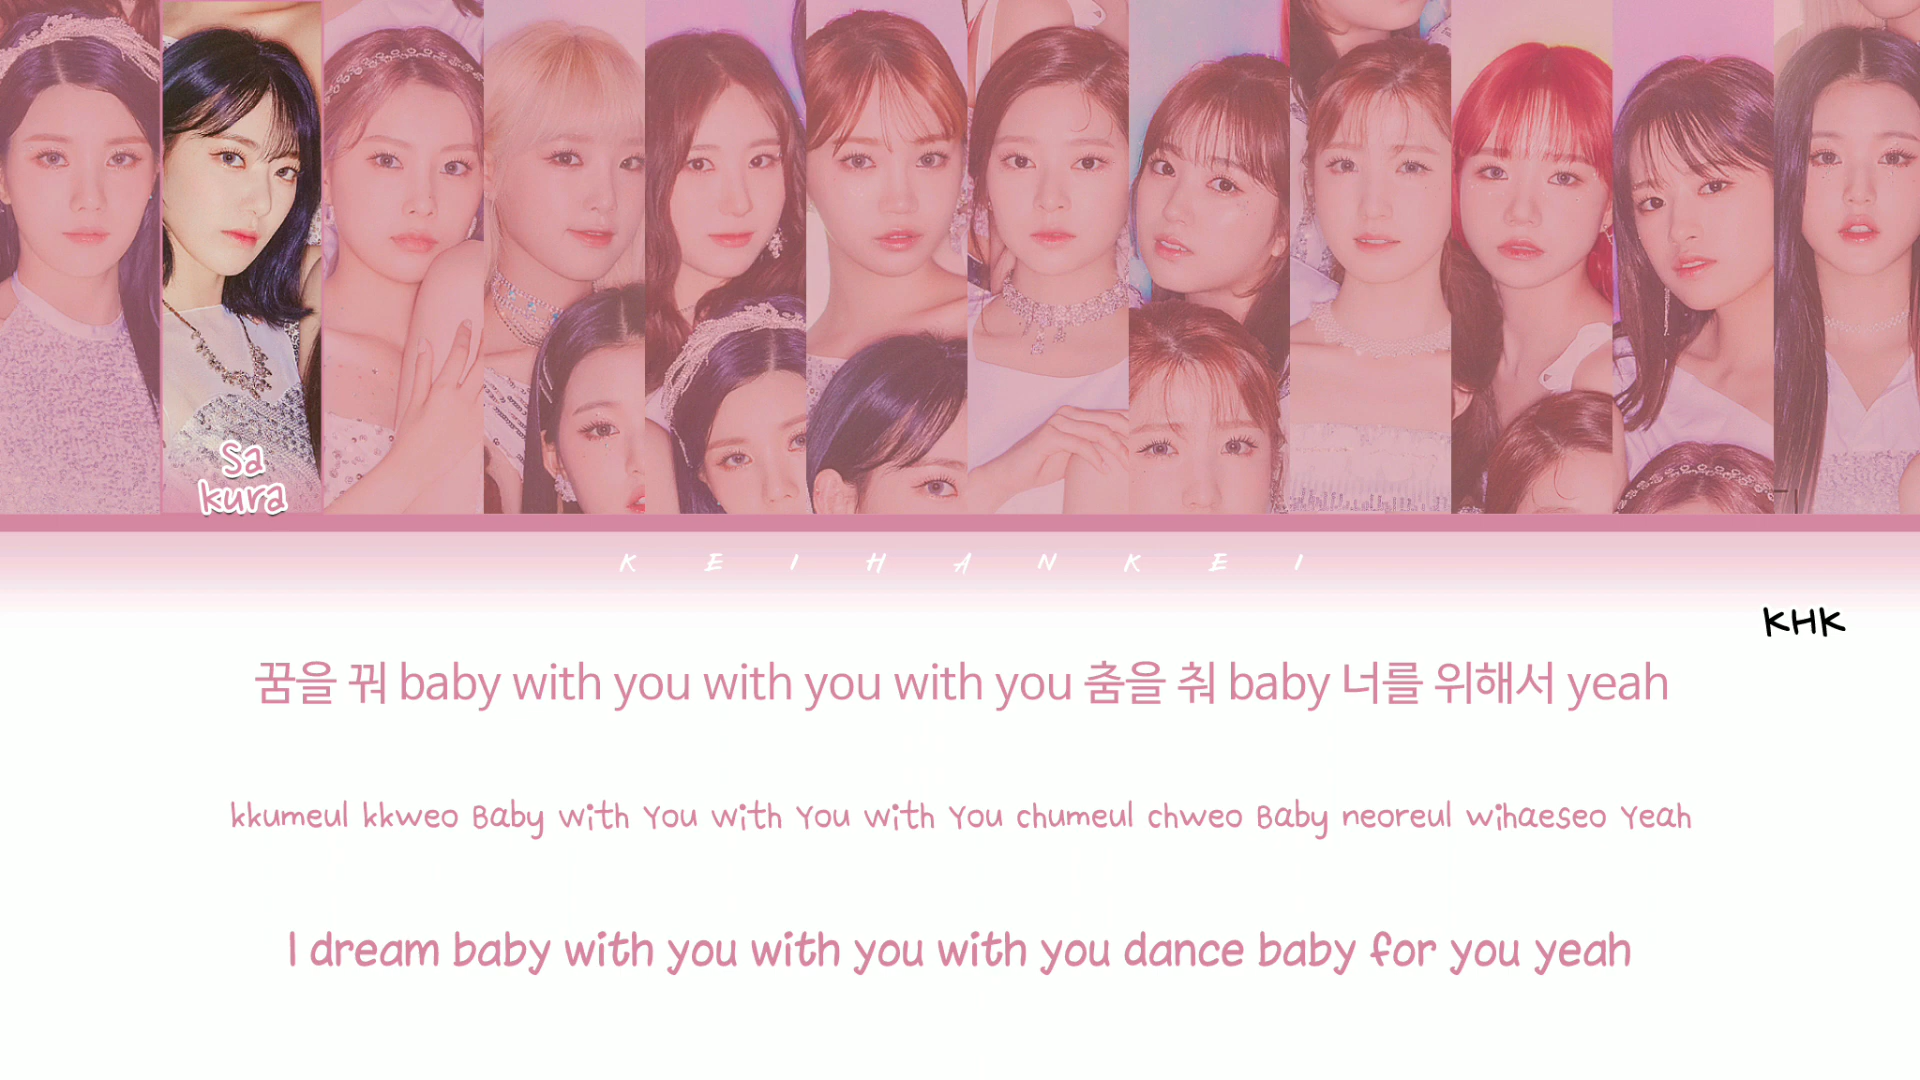 Sa
kura
KEIHANKEI
KHK
꿈을 꿔 baby with you with you with you 춤을 춰 baby 너를 위해서 yeah
kkumeul kkweo Baby with You with You with You chumeul chweo Baby neoreul wihaeseo Yeah
I dream baby with you with you with you dance baby for you yeah